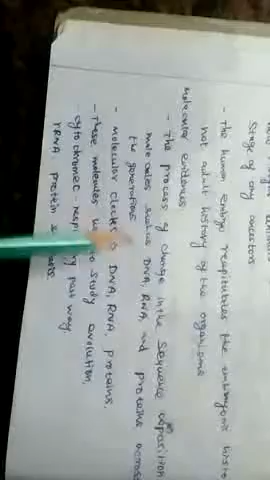 stage of any ancestors
- The human embryo recapitulates the embryonic
not adult history of the organisms
Molecular evidences
- The process of change in the sequence
molecules such as DNA, RNA, and proteins across
the generations
- Molecular clocks DNA, RNA, proteins,
- These molecules to study evolution,
- cytochrome c - pathway
rRNA protein